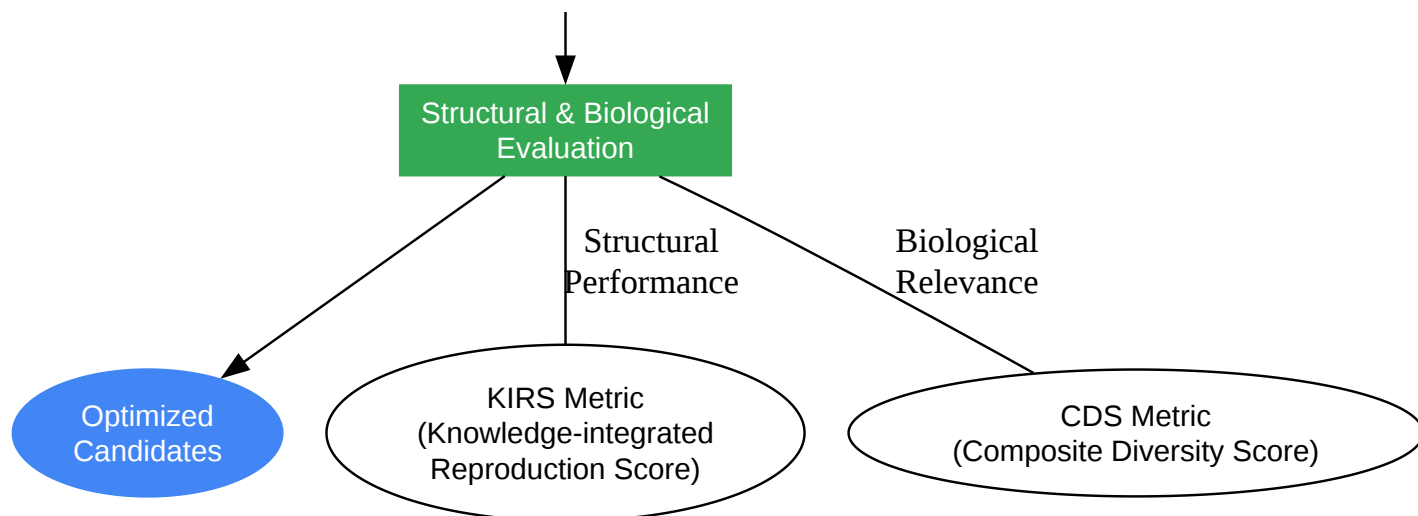 Structural & Biological
Evaluation
Structural
Performance
Biological
Relevance
Optimized
Candidates
KIRS Metric
(Knowledge-integrated
Reproduction Score)
CDS Metric
(Composite Diversity Score)